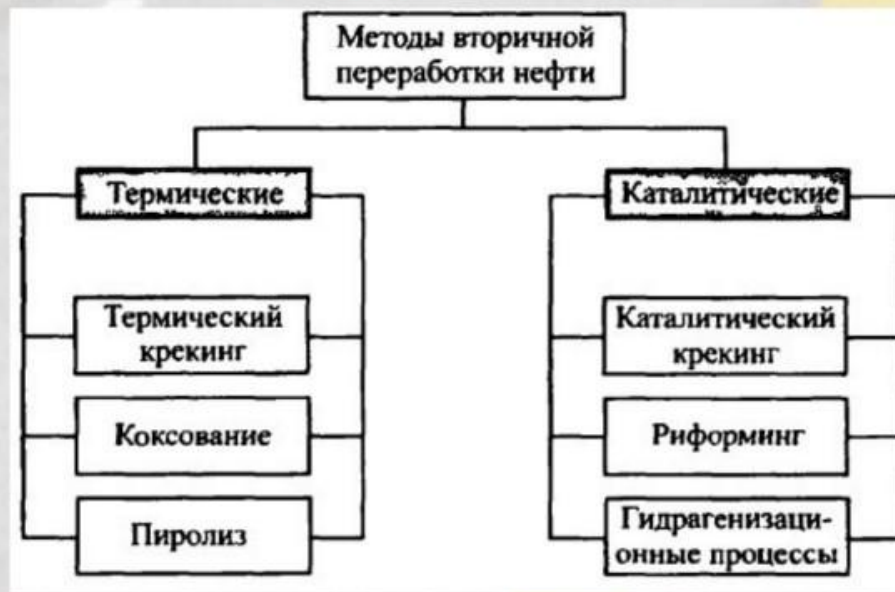 Методы вторичной
переработки нефти
Термические
Каталитические
Термический
крекинг
Каталитический
крекинг
Коксование
Риформинг
Пиролиз
Гидрагенизаци-
онные процессы